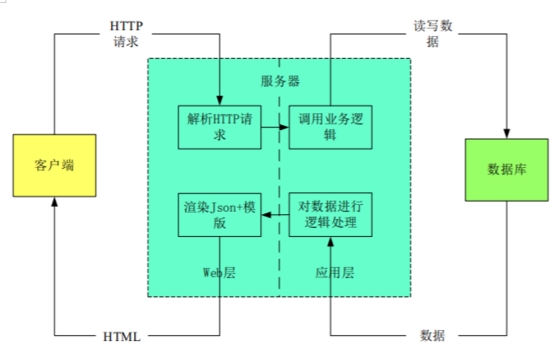 HTTP
请求
读写数
据
服务器
解析HTTP请
求
调用业务逻
辑
客户端
数据库
渲染Json+模
版
对数据进行
逻辑处理
Web层
应用层
HTML
数据